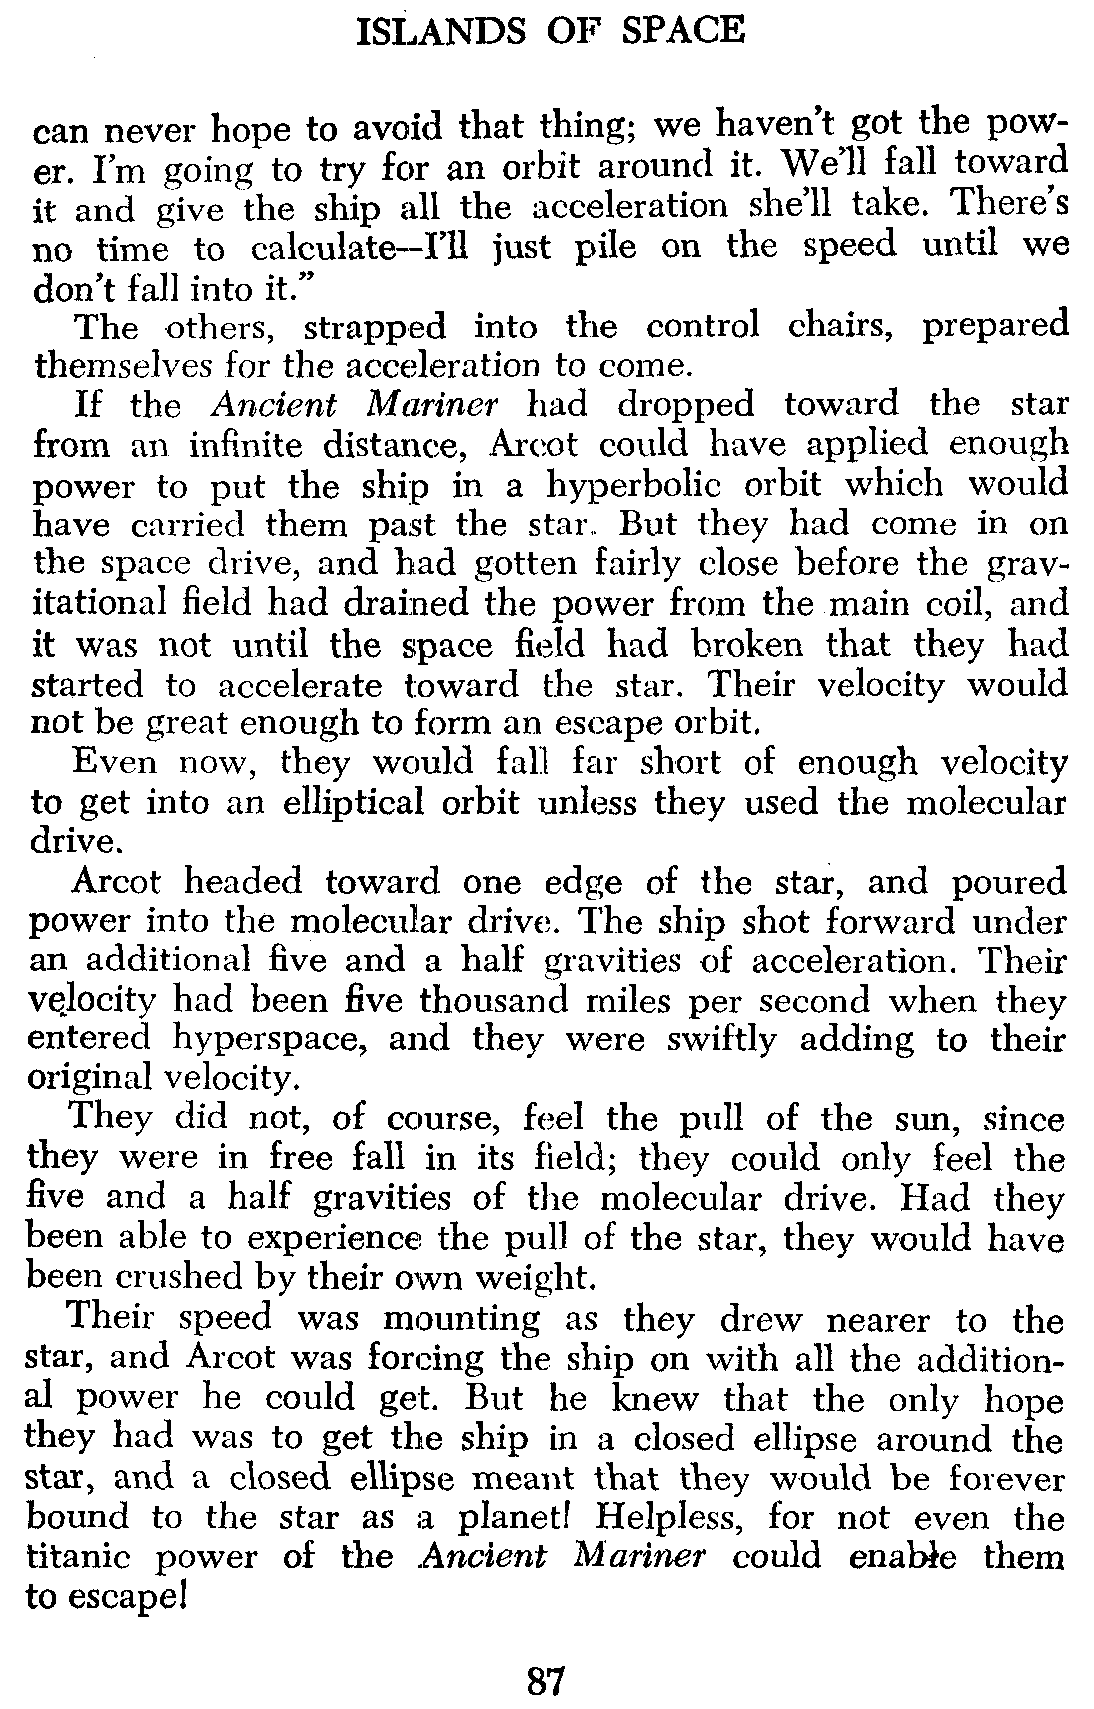 ISLANDS OF SPACE
can never hope to avoid that thing; we haven't got the pow-
er. I'm going to try for an orbit around it. We'll fall toward
it and give the ship all the acceleration she'll take. There's
no time to calculate—I'll just pile on the speed until we
don't fall into it.”
The others, strapped into the control chairs, prepared
themselves for the acceleration to come.
If the Ancient Mariner had dropped toward the star
from an infinite distance, Arcot could have applied enough
power to put the ship in a hyperbolic orbit which would
have carried them past the star. But they had come in on
the space drive, and had gotten fairly close before the grav-
itational field had drained the power from the main coil, and
it was not until the space field had broken that they had
started to accelerate toward the star. Their velocity would
not be great enough to form an escape orbit.
Even now, they would fall far short of enough velocity
to get into an elliptical orbit unless they used the molecular
drive.
Arcot headed toward one edge of the star, and poured
power into the molecular drive. The ship shot forward under
an additional five and a half gravities of acceleration. Their
velocity had been five thousand miles per second when they
entered hyperspace, and they were swiftly adding to their
original velocity.
They did not, of course, feel the pull of the sun, since
they were in free fall in its field; they could only feel the
five and a half gravities of the molecular drive. Had they
been able to experience the pull of the star, they would have
been crushed by their own weight.
Their speed was mounting as they drew nearer to the
star, and Arcot was forcing the ship on with all the addition-
al power he could get. But he knew that the only hope
they had was to get the ship in a closed ellipse around the
star, and a closed ellipse meant that they would be forever
bound to the star as a planet! Helpless, for not even the
titanic power of the Ancient Mariner could enable them
to escape!
87